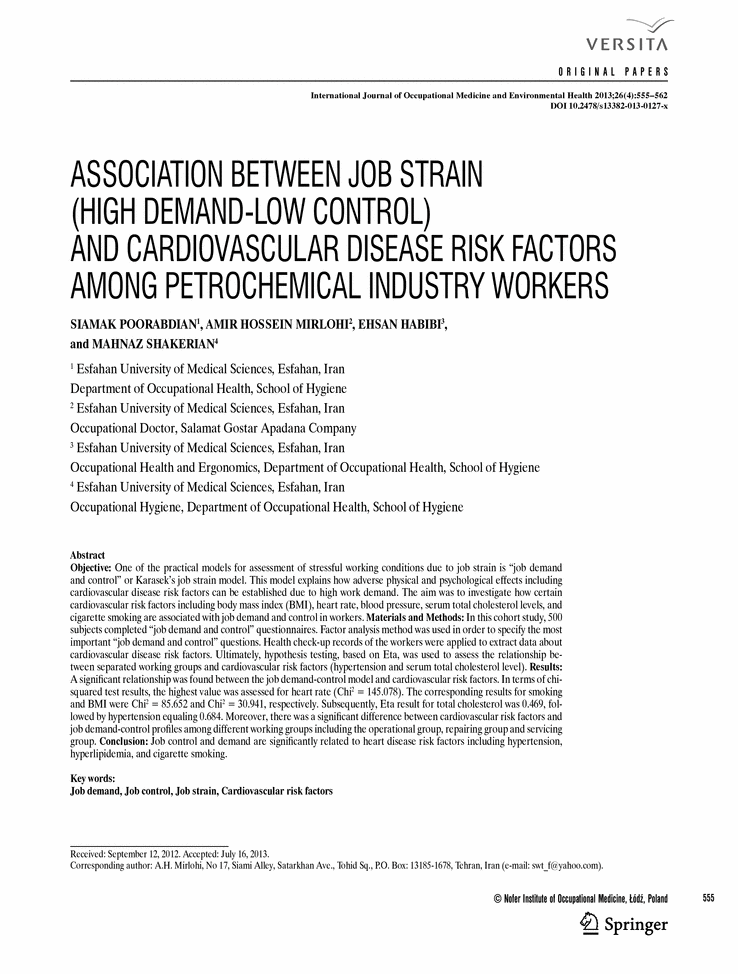 VERSITA
ORIGINAL PAPERS
International Journal of Occupational Medicine and Environmental Health 2013;26(4):555–562
DOI 10.2478/s13382-013-0127-x
ASSOCIATION BETWEEN JOB STRAIN
(HIGH DEMAND-LOW CONTROL)
AND CARDIOVASCULAR DISEASE RISK FACTORS
AMONG PETROCHEMICAL INDUSTRY WORKERS
SIAMAK POORABDIAN¹, AMIR HOSSEIN MIRLOHI², EHSAN HABIBI³,
and MAHNAZ SHAKERIAN⁴
¹ Esfahan University of Medical Sciences, Esfahan, Iran
Department of Occupational Health, School of Hygiene
² Esfahan University of Medical Sciences, Esfahan, Iran
Occupational Doctor, Salamat Gostar Apadana Company
³ Esfahan University of Medical Sciences, Esfahan, Iran
Occupational Health and Ergonomics, Department of Occupational Health, School of Hygiene
⁴ Esfahan University of Medical Sciences, Esfahan, Iran
Occupational Hygiene, Department of Occupational Health, School of Hygiene
Abstract
Objective: One of the practical models for assessment of stressful working conditions due to job strain is “job demand
and control” or Karasek’s job strain model. This model explains how adverse physical and psychological effects including
cardiovascular disease risk factors can be established due to high work demand. The aim was to investigate how certain
cardiovascular risk factors including body mass index (BMI), heart rate, blood pressure, serum total cholesterol levels, and
cigarette smoking are associated with job demand and control in workers. Materials and Methods: In this cohort study, 500
subjects completed “job demand and control” questionnaires. Factor analysis method was used in order to specify the most
important “job demand and control” questions. Health check-up records of the workers were applied to extract data about
cardiovascular disease risk factors. Ultimately, hypothesis testing, based on Eta, was used to assess the relationship be-
tween separated working groups and cardiovascular risk factors (hypertension and serum total cholesterol level). Results:
A significant relationship was found between the job demand-control model and cardiovascular risk factors. In terms of chi-
squared test results, the highest value was assessed for heart rate (Chi² = 145.078). The corresponding results for smoking
and BMI were Chi² = 85.652 and Chi² = 30.941, respectively. Subsequently, Eta result for total cholesterol was 0.469, fol-
lowed by hypertension equaling 0.684. Moreover, there was a significant difference between cardiovascular risk factors and
job demand-control profiles among different working groups including the operational group, repairing group and servicing
group. Conclusion: Job control and demand are significantly related to heart disease risk factors including hypertension,
hyperlipidemia, and cigarette smoking.
Key words:
Job demand, Job control, Job strain, Cardiovascular risk factors
Received: September 12, 2012. Accepted: July 16, 2013.
Corresponding author: A.H. Mirlohi, No 17, Siami Alley, Satarkhan Ave., Tohid Sq., P.O. Box: 13185-1678, Tehran, Iran (e-mail: swt_f@yahoo.com).
© Nofer Institute of Occupational Medicine, Łódź, Poland 555
Springer